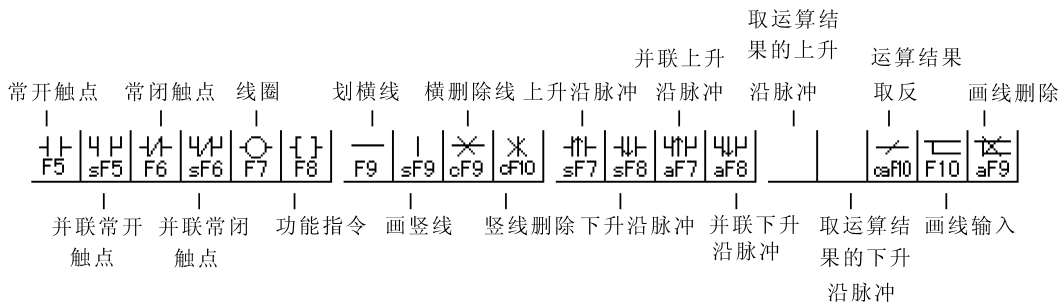 取运算结
果的上升
沿脉冲
并联上升
沿脉冲
运算结果
取反
常开触点
常闭触点
线圈
划横线
横删除线
上升沿脉冲
画线删除
F5
sF5
F6
sF6
F7
F8
F9
sF9
cF9
cF10
sF7
sF8
aF7
aF8
caF10
F10
aF9
并联常开
触点
并联常闭
触点
功能指令
画竖线
竖线删除
下升沿脉冲
并联下升
沿脉冲
取运算结
果的下升
沿脉冲
画线输入